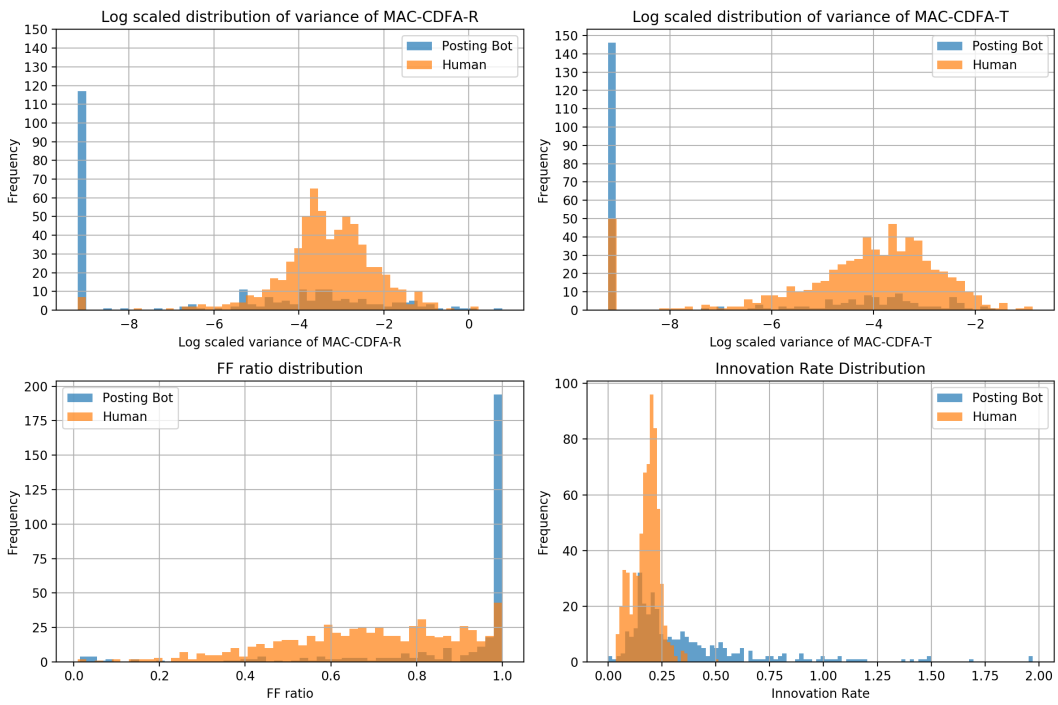 Log scaled distribution of variance of MAC-CDFA-R
150
140
130
120
110
100
90
80
70
60
50
40
30
20
10
0
Frequency
Posting Bot
Human
−8 −6 −4 −2 0
Log scaled variance of MAC-CDFA-R
Log scaled distribution of variance of MAC-CDFA-T
150
140
130
120
110
100
90
80
70
60
50
40
30
20
10
0
Frequency
Posting Bot
Human
−8 −6 −4 −2
Log scaled variance of MAC-CDFA-T
FF ratio distribution
200
175
150
125
100
75
50
25
0
Frequency
Posting Bot
Human
0.0 0.2 0.4 0.6 0.8 1.0
FF ratio
Innovation Rate Distribution
100
80
60
40
20
0
Frequency
Posting Bot
Human
0.00 0.25 0.50 0.75 1.00 1.25 1.50 1.75 2.00
Innovation Rate